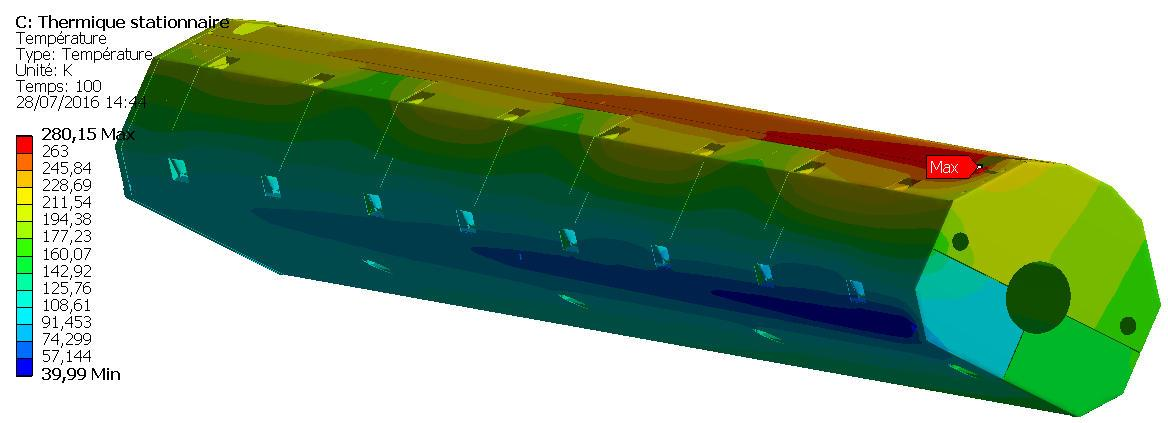 C: Thermique stationnaire
Température
Type: Température
Unité: K
Temps: 100
28/07/2016 14:44
280,15 Max
263
245,84
228,69
211,54
194,38
177,23
160,07
142,92
125,76
108,61
91,453
74,299
57,144
39,99 Min
Max